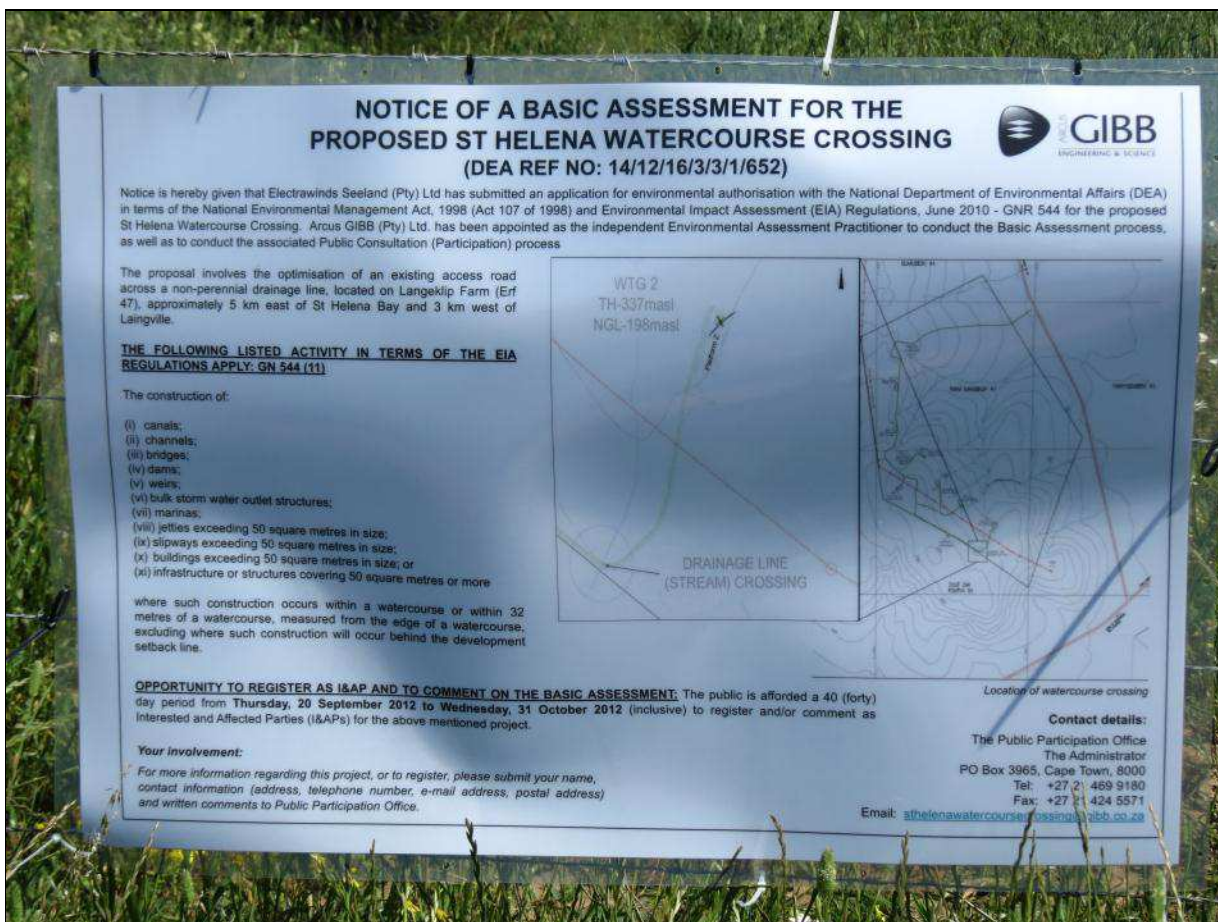 NOTICE OF A BASIC ASSESSMENT FOR THE
PROPOSED ST HELENA WATERCOURSE CROSSING
(DEA REF NO: 14/12/16/3/3/1/652)
ARCUS
GIBB
ENGINEERING & SCIENCE
Notice is hereby given that Electrawinds Seeland (Pty) Ltd has submitted an application for environmental authorisation with the National Department of Environmental Affairs (DEA)
in terms of the National Environmental Management Act, 1998 (Act 107 of 1998) and Environmental Impact Assessment (EIA) Regulations, June 2010 - GNR 544 for the proposed
St Helena Watercourse Crossing. Arcus GIBB (Pty) Ltd. has been appointed as the independent Environmental Assessment Practitioner to conduct the Basic Assessment process,
as well as to conduct the associated Public Consultation (Participation) process
The proposal involves the optimisation of an existing access road
across a non-perennial drainage line, located on Langeklip Farm (Erf
47), approximately 5 km east of St Helena Bay and 3 km west of
Laingville.
THE FOLLOWING LISTED ACTIVITY IN TERMS OF THE EIA
REGULATIONS APPLY: GN 544 (11)
The construction of:
(i) canals;
(ii) channels;
(iii) bridges;
(iv) dams;
(v) weirs;
(vi) bulk storm water outlet structures;
(vii) marinas;
(viii) jetties exceeding 50 square metres in size;
(ix) slipways exceeding 50 square metres in size;
(x) buildings exceeding 50 square metres in size; or
(xi) infrastructure or structures covering 50 square metres or more
where such construction occurs within a watercourse or within 32
metres of a watercourse, measured from the edge of a watercourse,
excluding where such construction will occur behind the development
setback line.
WTG 2
TH-337masl
NGL-198masl
Platform 2
DRAINAGE LINE
(STREAM) CROSSING
Location of watercourse crossing
OPPORTUNITY TO REGISTER AS I&AP AND TO COMMENT ON THE BASIC ASSESSMENT: The public is afforded a 40 (forty)
day period from Thursday, 20 September 2012 to Wednesday, 31 October 2012 (inclusive) to register and/or comment as
Interested and Affected Parties (I&APs) for the above mentioned project.
Your involvement:
For more information regarding this project, or to register, please submit your name,
contact information (address, telephone number, e-mail address, postal address)
and written comments to Public Participation Office.
Contact details:
The Public Participation Office
The Administrator
PO Box 3965, Cape Town, 8000
Tel: +27 21 469 9180
Fax: +27 21 424 5571
Email: sthelenawatercoursecrossing@gibb.co.za